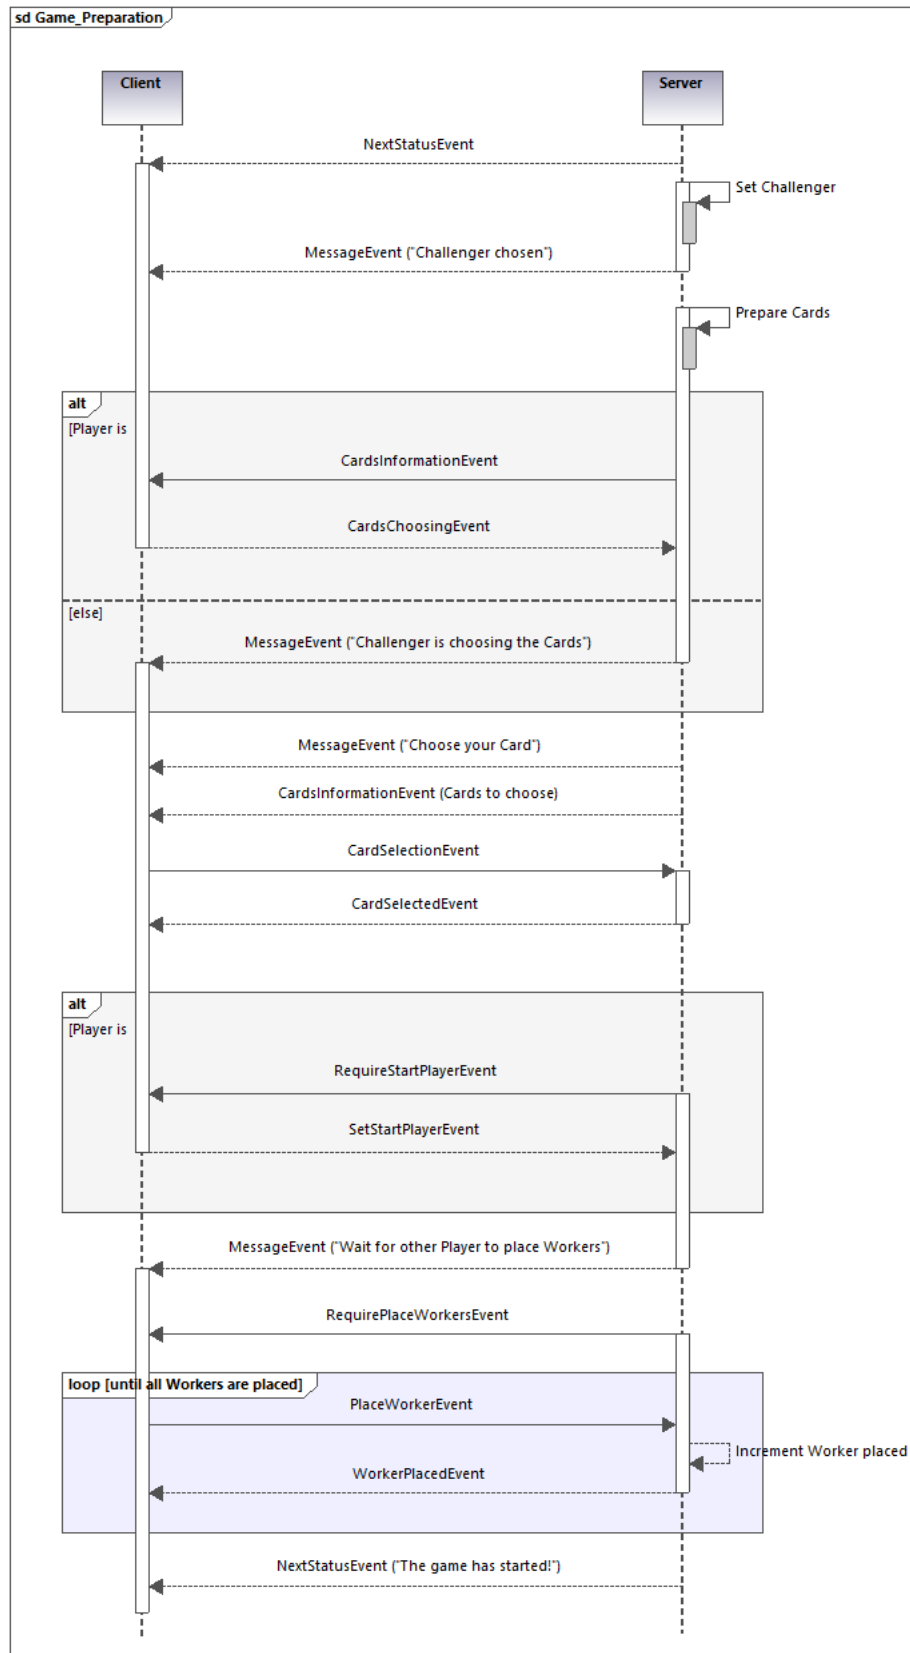 sd Game_Preparation
Client
Server
NextStatusEvent
Set Challenger
MessageEvent ("Challenger chosen")
Prepare Cards
alt
[Player is
CardsInformationEvent
CardsChoosingEvent
[else]
MessageEvent ("Challenger is choosing the Cards")
MessageEvent ("Choose your Card")
CardsInformationEvent (Cards to choose)
CardSelectionEvent
CardSelectedEvent
alt
[Player is
RequireStartPlayerEvent
SetStartPlayerEvent
MessageEvent ("Wait for other Player to place Workers")
RequirePlaceWorkersEvent
loop [until all Workers are placed]
PlaceWorkerEvent
Increment Worker placed
WorkerPlacedEvent
NextStatusEvent ("The game has started!")